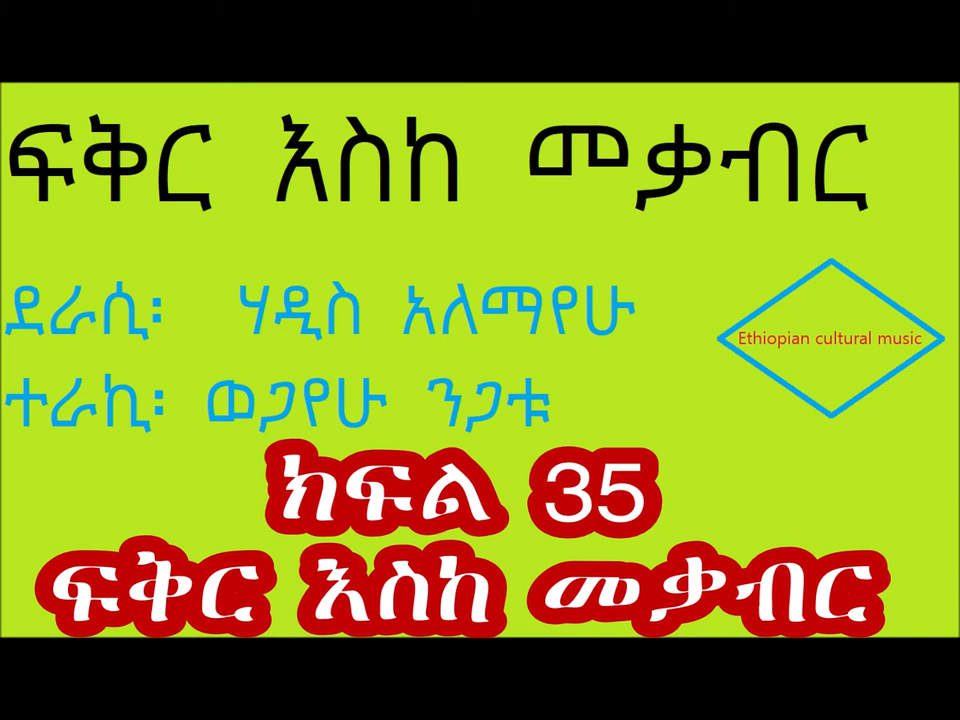 ፍቅር እስከ መቃብር
ደራሲ፡ ሃዲስ አለማየሁ
Ethiopian cultural music
ተራኪ፡ ወጋየሁ ንጋቱ
ክፍል 35
ፍቅር እስከ መቃብር